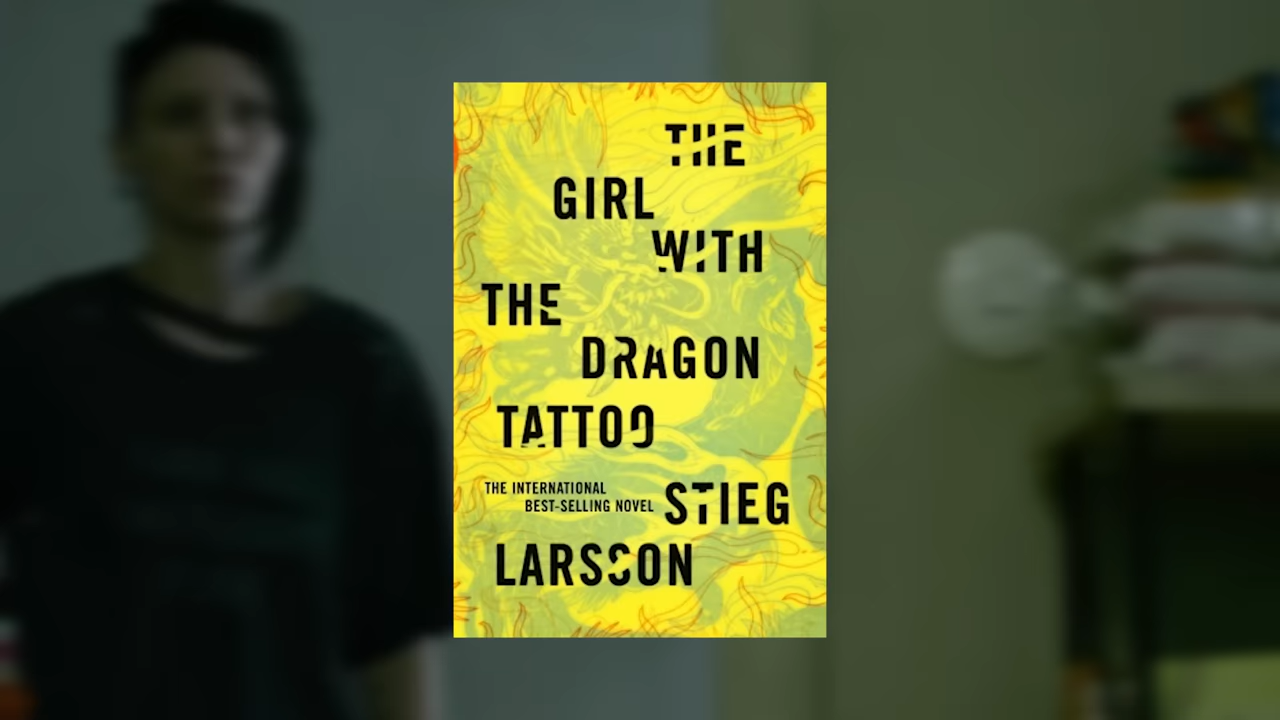 THE
GIRL
WITH
THE
DRAGON
TATTOO
THE INTERNATIONAL
BEST-SELLING NOVEL
STIEG
LARSSON